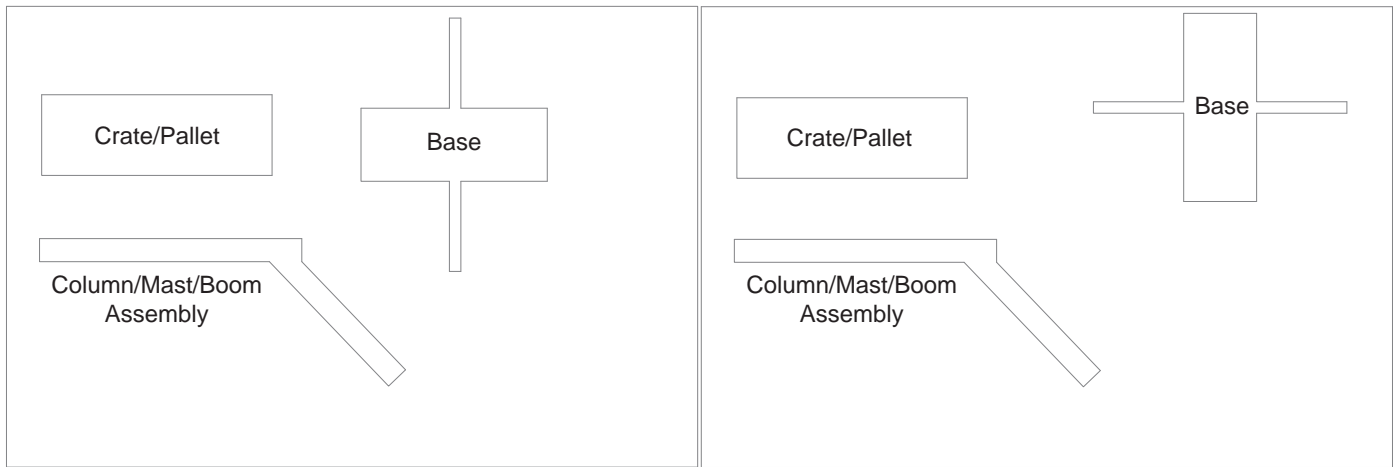 Crate/Pallet
Base
Column/Mast/Boom
Assembly
Crate/Pallet
Base
Column/Mast/Boom
Assembly